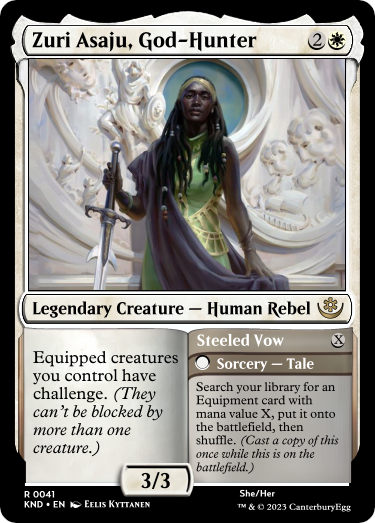 Zuri Asaju, God-Hunter 2
Legendary Creature — Human Rebel
Equipped creatures
you control have
challenge. (They
can't be blocked by
more than one
creature.)
Steeled Vow X
Sorcery — Tale
Search your library for an
Equipment card with
mana value X, put it onto
the battlefield, then
shuffle. (Cast a copy of this
once while this is on the
battlefield.)
3/3
R 0041
KND • EN Eelis Kyttanen
She/Her
™ & © 2023 CanterburyEgg